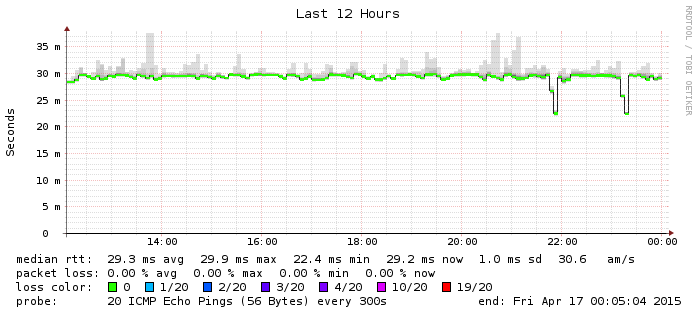 Last 12 Hours
RRDTOOL / TOBI OETIKER
Seconds
35 m
30 m
25 m
20 m
15 m
10 m
5 m
0
14:00 16:00 18:00 20:00 22:00 00:00
median rtt: 29.3 ms avg 29.9 ms max 22.4 ms min 29.2 ms now 1.0 ms sd 30.6 am/s
packet loss: 0.00 % avg 0.00 % max 0.00 % min 0.00 % now
loss color: 0 1/20 2/20 3/20 4/20 10/20 19/20
probe: 20 ICMP Echo Pings (56 Bytes) every 300s end: Fri Apr 17 00:05:04 2015